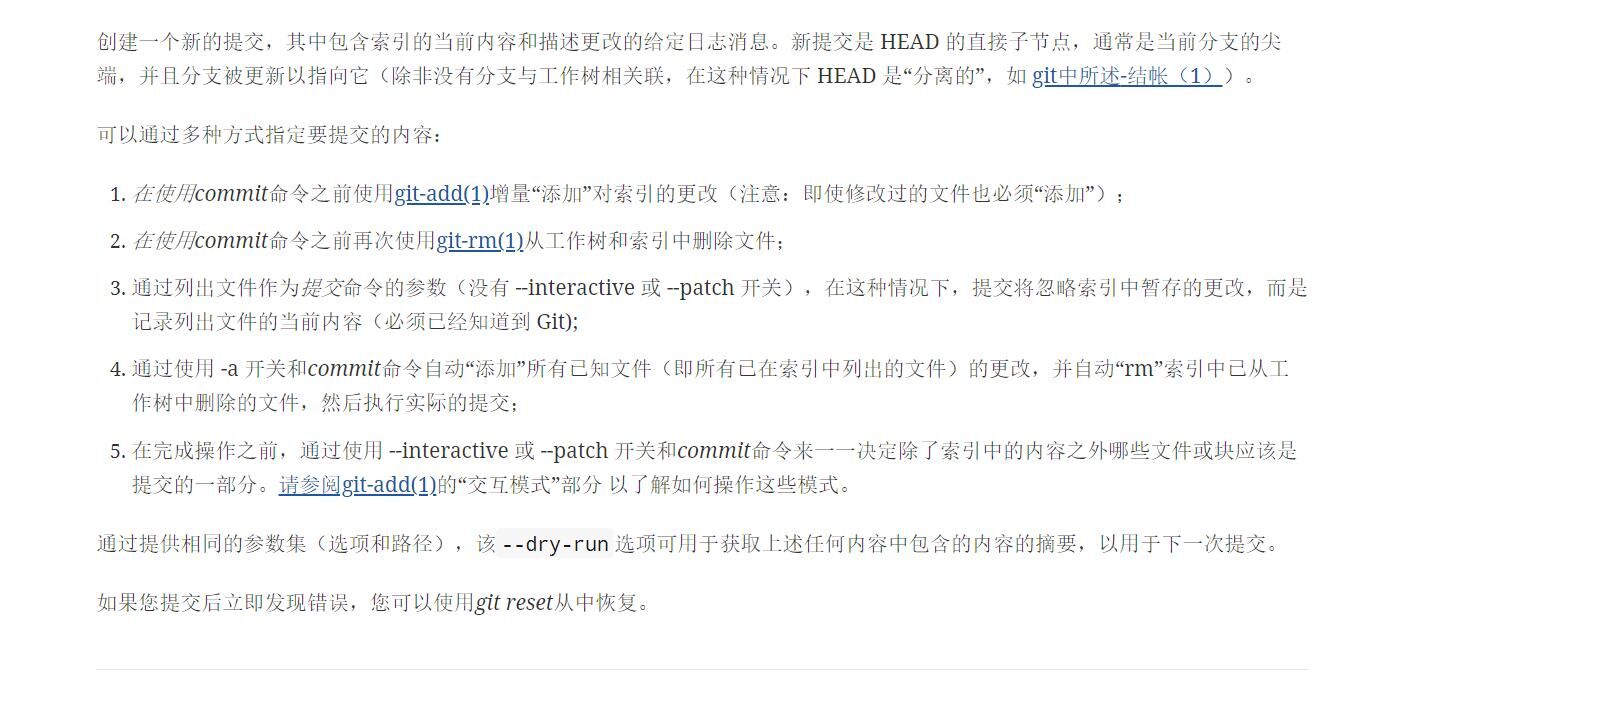 创建一个新的提交，其中包含索引的当前内容和描述更改的给定日志消息。新提交是 HEAD 的直接子节点，通常是当前分支的尖
端，并且分支被更新以指向它（除非没有分支与工作树相关联，在这种情况下 HEAD 是“分离的”，如 git中所述-结帐（1））。
可以通过多种方式指定要提交的内容：
1. 在使用commit命令之前使用git-add(1)增量“添加”对索引的更改（注意：即使修改过的文件也必须“添加”）；
2. 在使用commit命令之前再次使用git-rm(1)从工作树和索引中删除文件；
3. 通过列出文件作为提交命令的参数（没有 --interactive 或 --patch 开关），在这种情况下，提交将忽略索引中暂存的更改，而是
记录列出文件的当前内容（必须已经知道到 Git);
4. 通过使用 -a 开关和commit命令自动“添加”所有已知文件（即所有已在索引中列出的文件）的更改，并自动“rm”索引中已从工
作树中删除的文件，然后执行实际的提交；
5. 在完成操作之前，通过使用 --interactive 或 --patch 开关和commit命令来一一决定除了索引中的内容之外哪些文件或块应该是
提交的一部分。请参阅git-add(1)的“交互模式”部分 以了解如何操作这些模式。
通过提供相同的参数集（选项和路径），该 --dry-run 选项可用于获取上述任何内容中包含的内容的摘要，以用于下一次提交。
如果您提交后立即发现错误，您可以使用git reset从中恢复。